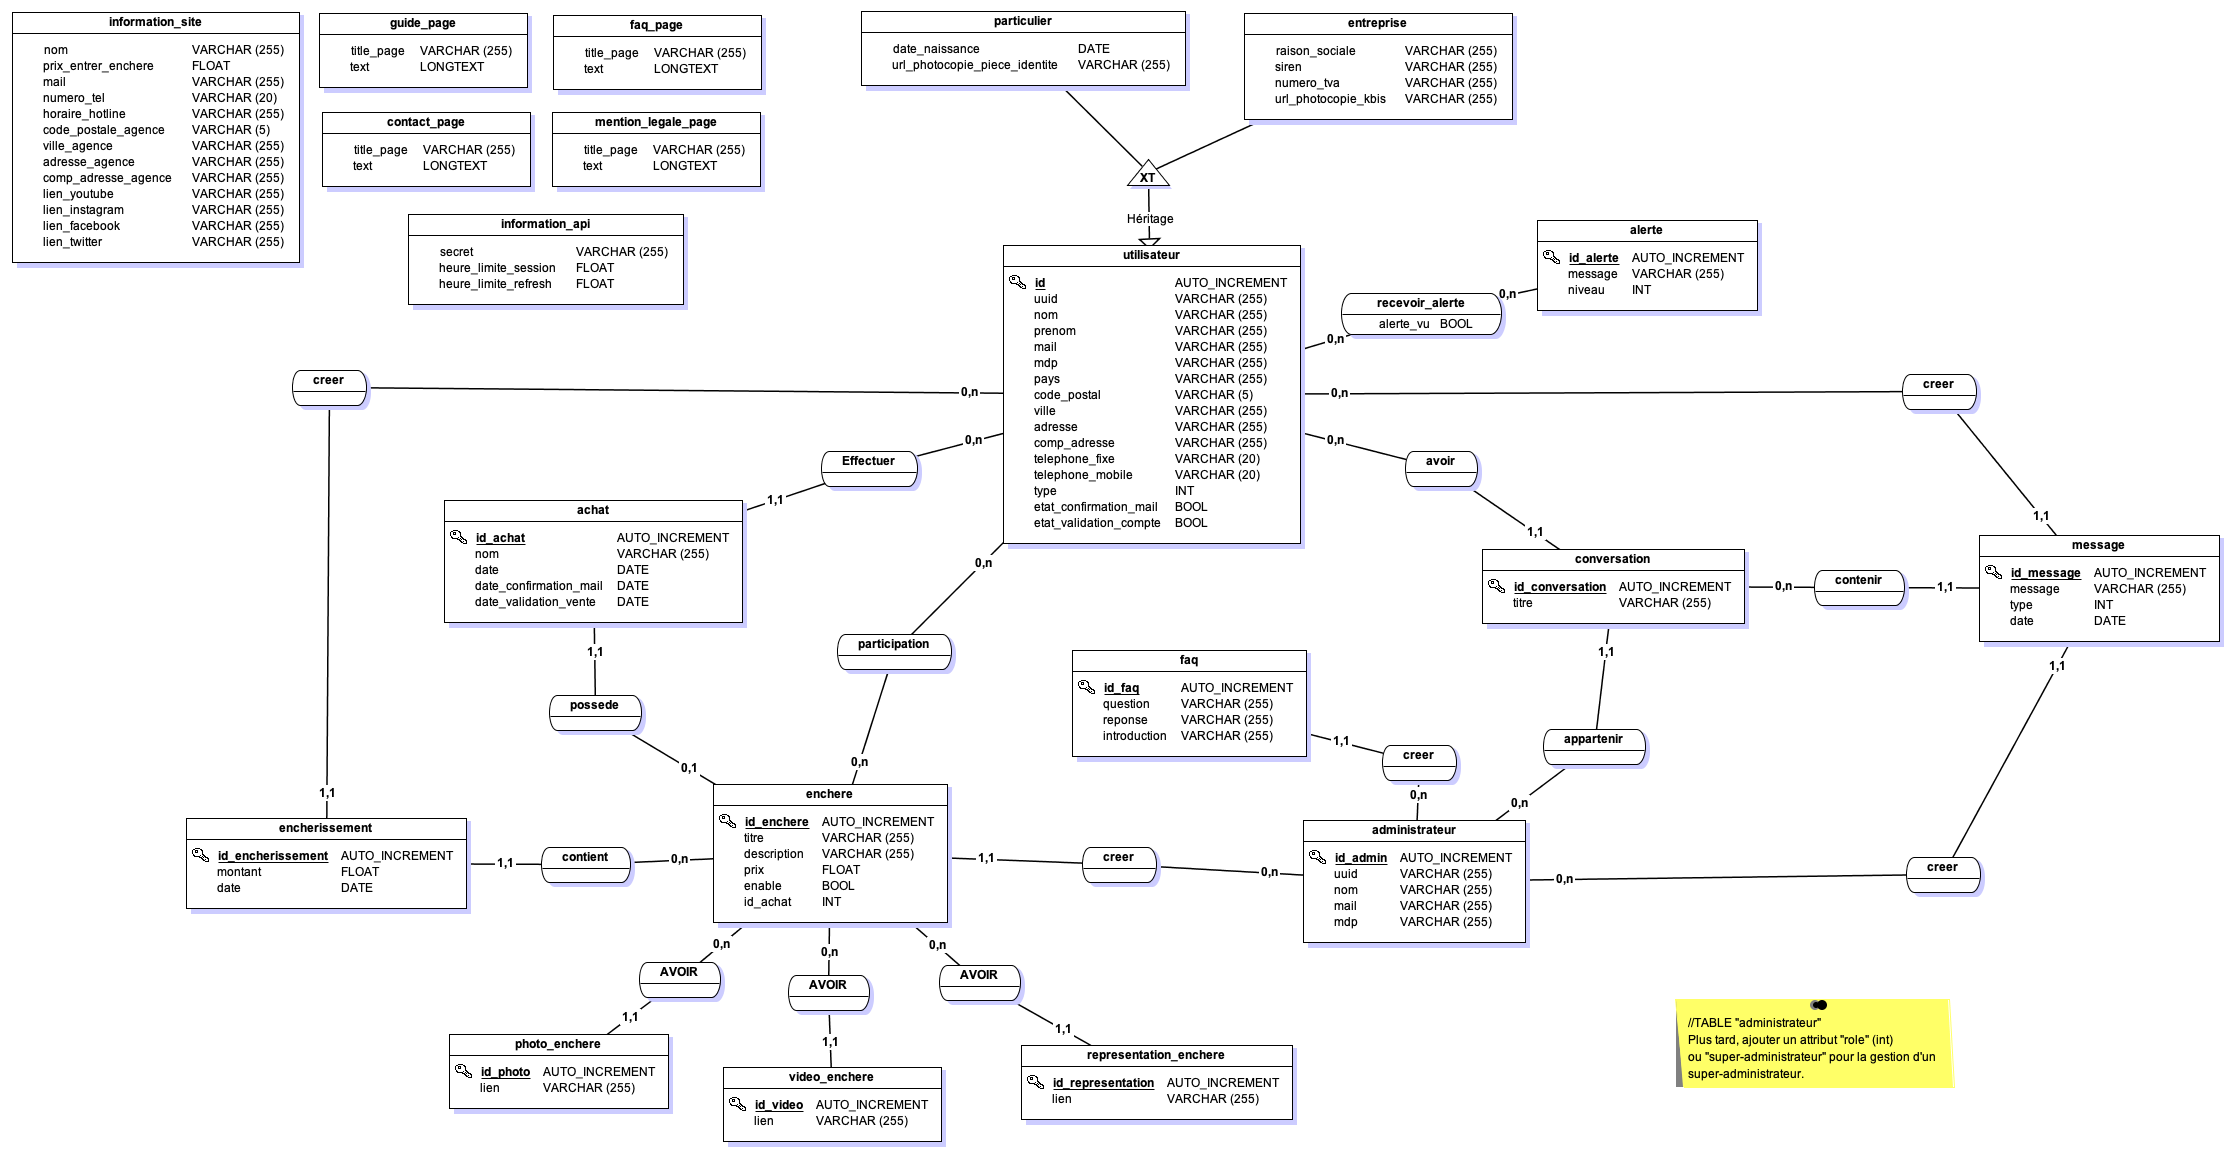 information_site
nom VARCHAR (255)
prix_entrer_enchere FLOAT
mail VARCHAR (255)
numero_tel VARCHAR (20)
horaire_hotline VARCHAR (255)
code_postale_agence VARCHAR (5)
ville_agence VARCHAR (255)
adresse_agence VARCHAR (255)
comp_adresse_agence VARCHAR (255)
lien_youtube VARCHAR (255)
lien_instagram VARCHAR (255)
lien_facebook VARCHAR (255)
lien_twitter VARCHAR (255)
guide_page
title_page VARCHAR (255)
text LONGTEXT
faq_page
title_page VARCHAR (255)
text LONGTEXT
contact_page
title_page VARCHAR (255)
text LONGTEXT
mention_legale_page
title_page VARCHAR (255)
text LONGTEXT
information_api
secret VARCHAR (255)
heure_limite_session FLOAT
heure_limite_refresh FLOAT
particulier
date_naissance DATE
url_photocopie_piece_identite VARCHAR (255)
entreprise
raison_sociale VARCHAR (255)
siren VARCHAR (255)
numero_tva VARCHAR (255)
url_photocopie_kbis VARCHAR (255)
XT
Héritage
utilisateur
id AUTO_INCREMENT
uuid VARCHAR (255)
nom VARCHAR (255)
prenom VARCHAR (255)
mail VARCHAR (255)
mdp VARCHAR (255)
pays VARCHAR (255)
code_postal VARCHAR (5)
ville VARCHAR (255)
adresse VARCHAR (255)
comp_adresse VARCHAR (255)
telephone_fixe VARCHAR (20)
telephone_mobile VARCHAR (20)
type INT
etat_confirmation_mail BOOL
etat_validation_compte BOOL
alerte
id_alerte AUTO_INCREMENT
message VARCHAR (255)
niveau INT
recevoir_alerte
alerte_vu BOOL
0,n
0,n
creer
0,n
1,1
Effectuer
0,n
1,1
creer
0,n
1,1
avoir
0,n
1,1
achat
id_achat AUTO_INCREMENT
nom VARCHAR (255)
date DATE
date_confirmation_mail DATE
date_validation_vente DATE
conversation
id_conversation AUTO_INCREMENT
titre VARCHAR (255)
0,n
contenir
1,1
message
id_message AUTO_INCREMENT
message VARCHAR (255)
type INT
date DATE
participation
0,n
0,n
1,1
possede
0,1
faq
id_faq AUTO_INCREMENT
question VARCHAR (255)
reponse VARCHAR (255)
introduction VARCHAR (255)
1,1
creer
0,n
1,1
appartenir
0,n
1,1
creer
0,n
encherissement
id_encherissement AUTO_INCREMENT
montant FLOAT
date DATE
1,1
contient
0,n
enchere
id_enchere AUTO_INCREMENT
titre VARCHAR (255)
description VARCHAR (255)
prix FLOAT
enable BOOL
id_achat INT
1,1
creer
0,n
administrateur
id_admin AUTO_INCREMENT
uuid VARCHAR (255)
nom VARCHAR (255)
mail VARCHAR (255)
mdp VARCHAR (255)
0,n
AVOIR
1,1
0,n
AVOIR
1,1
0,n
AVOIR
1,1
photo_enchere
id_photo AUTO_INCREMENT
lien VARCHAR (255)
video_enchere
id_video AUTO_INCREMENT
lien VARCHAR (255)
representation_enchere
id_representation AUTO_INCREMENT
lien VARCHAR (255)
//TABLE "administrateur"
Plus tard, ajouter un attribut "role" (int)
ou "super-administrateur" pour la gestion d'un
super-administrateur.